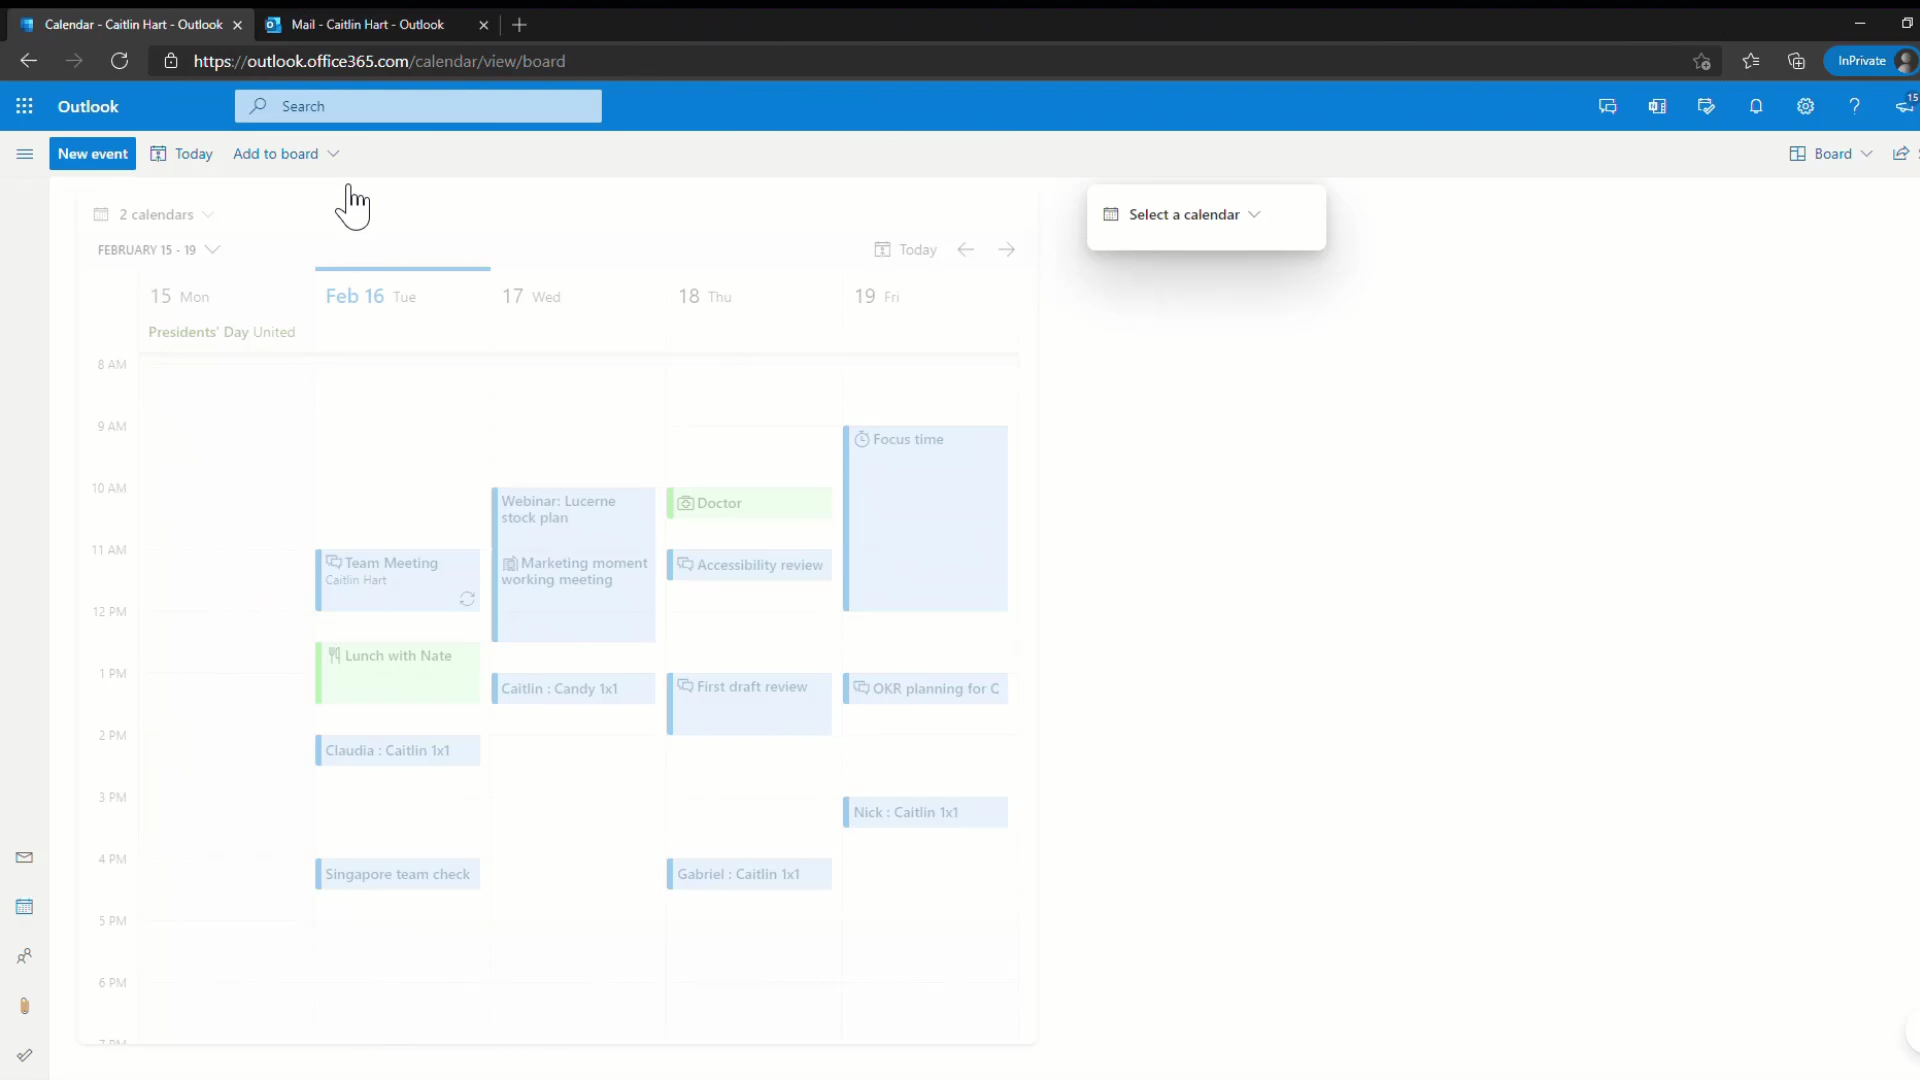 Calendar - Caitlin Hart - Outlook
Mail - Caitlin Hart - Outlook
https://outlook.office365.com/calendar/view/board
InPrivate
Outlook
Search
15
New event
Today
Add to board
Board
2 calendars
Select a calendar
FEBRUARY 15 - 19
Today
15 Mon
Feb 16 Tue
17 Wed
18 Thu
19 Fri
Presidents' Day United
8 AM
9 AM
Focus time
10 AM
Webinar: Lucerne
stock plan
Doctor
11 AM
Team Meeting
Caitlin Hart
Marketing moment
working meeting
Accessibility review
12 PM
Lunch with Nate
1 PM
Caitlin : Candy 1x1
First draft review
OKR planning for C
2 PM
Claudia : Caitlin 1x1
3 PM
Nick : Caitlin 1x1
4 PM
Singapore team check
Gabriel : Caitlin 1x1
5 PM
6 PM
7 PM